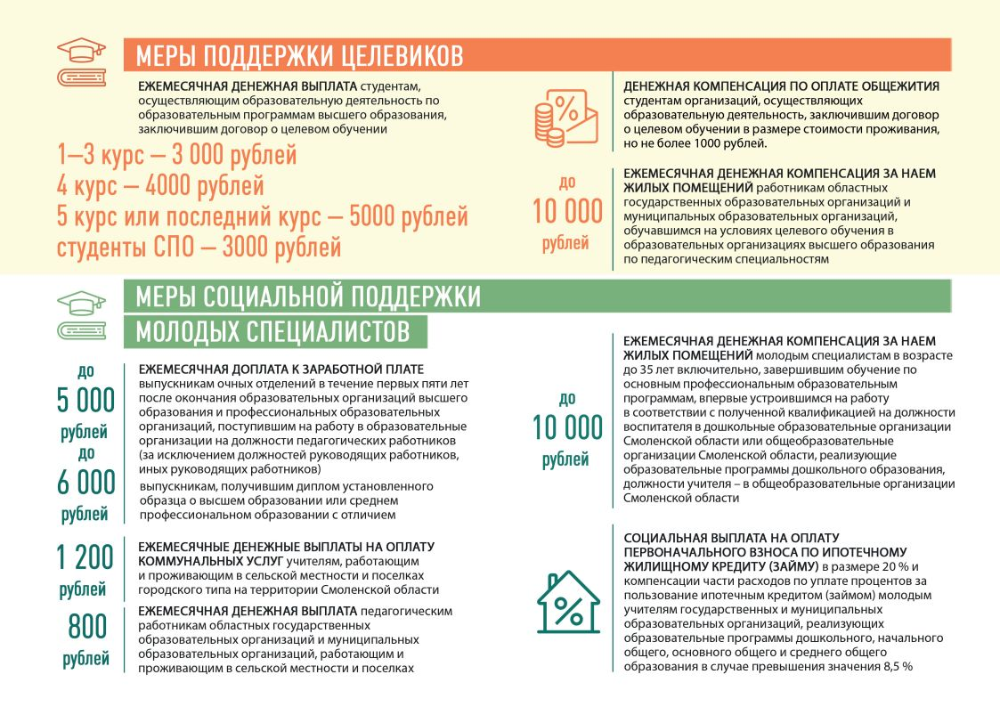 МЕРЫ ПОДДЕРЖКИ ЦЕЛЕВИКОВ
ЕЖЕМЕСЯЧНАЯ ДЕНЕЖНАЯ ВЫПЛАТА студентам,
осуществляющим образовательную деятельность по
образовательным программам высшего образования,
заключившим договор о целевом обучении
1–3 курс – 3 000 рублей
4 курс – 4000 рублей
5 курс или последний курс – 5000 рублей
студенты СПО – 3000 рублей
ДЕНЕЖНАЯ КОМПЕНСАЦИЯ ПО ОПЛАТЕ ОБЩЕЖИТИЯ
студентам организаций, осуществляющих
образовательную деятельность, заключившим договор
о целевом обучении в размере стоимости проживания,
но не более 1000 рублей.
до
10 000
рублей
ЕЖЕМЕСЯЧНАЯ ДЕНЕЖНАЯ КОМПЕНСАЦИЯ ЗА НАЕМ
ЖИЛЫХ ПОМЕЩЕНИЙ работникам областных
государственных образовательных организаций и
муниципальных образовательных организаций,
обучавшимся на условиях целевого обучения в
образовательных организациях высшего образования
по педагогическим специальностям
МЕРЫ СОЦИАЛЬНОЙ ПОДДЕРЖКИ
МОЛОДЫХ СПЕЦИАЛИСТОВ
до
5 000
рублей
до
6 000
рублей
ЕЖЕМЕСЯЧНАЯ ДОПЛАТА К ЗАРАБОТНОЙ ПЛАТЕ
выпускникам очных отделений в течение первых пяти лет
после окончания образовательных организаций высшего
образования и профессиональных образовательных
организаций, поступившим на работу в образовательные
организации на должности педагогических работников
(за исключением должностей руководящих работников,
иных руководящих работников)
выпускникам, получившим диплом установленного
образца о высшем образовании или среднем
профессиональном образовании с отличием
1 200
рублей
ЕЖЕМЕСЯЧНЫЕ ДЕНЕЖНЫЕ ВЫПЛАТЫ НА ОПЛАТУ
КОММУНАЛЬНЫХ УСЛУГ учителям, работающим
и проживающим в сельской местности и поселках
городского типа на территории Смоленской области
800
рублей
ЕЖЕМЕСЯЧНАЯ ДЕНЕЖНАЯ ВЫПЛАТА педагогическим
работникам областных государственных
образовательных организаций и муниципальных
образовательных организаций, работающим и
проживающим в сельской местности и поселках
до
10 000
рублей
ЕЖЕМЕСЯЧНАЯ ДЕНЕЖНАЯ КОМПЕНСАЦИЯ ЗА НАЕМ
ЖИЛЫХ ПОМЕЩЕНИЙ молодым специалистам в возрасте
до 35 лет включительно, завершившим обучение по
основным профессиональным образовательным
программам, впервые устроившимся на работу
в соответствии с полученной квалификацией на должности
воспитателя в дошкольные образовательные организации
Смоленской области или общеобразовательные
организации Смоленской области, реализующие
образовательные программы дошкольного образования,
должности учителя – в общеобразовательные организации
Смоленской области
СОЦИАЛЬНАЯ ВЫПЛАТА НА ОПЛАТУ
ПЕРВОНАЧАЛЬНОГО ВЗНОСА ПО ИПОТЕЧНОМУ
ЖИЛИЩНОМУ КРЕДИТУ (ЗАЙМУ) в размере 20 % и
компенсации части расходов по уплате процентов за
пользование ипотечным кредитом (займом) молодым
учителям государственных и муниципальных
образовательных организаций, реализующих
образовательные программы дошкольного, начального
общего, основного общего и среднего общего
образования в случае превышения значения 8,5 %